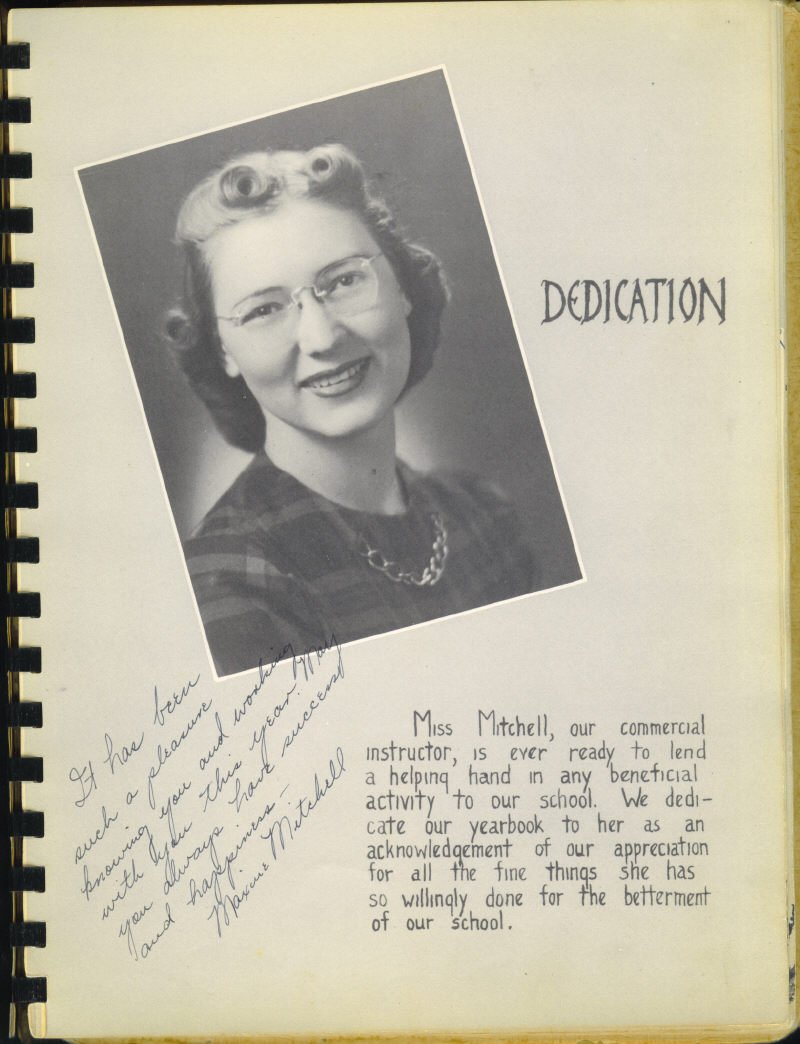 DEDICATION
It has been
such a pleasure
knowing you and working
with you this year. May
you always have success
and happiness –
Maxine Mitchell
Miss Mitchell, our commercial
instructor, is ever ready to lend
a helping hand in any beneficial
activity to our school. We dedi-
cate our yearbook to her as an
acknowledgement of our appreciation
for all the fine things she has
so willingly done for the betterment
of our school.